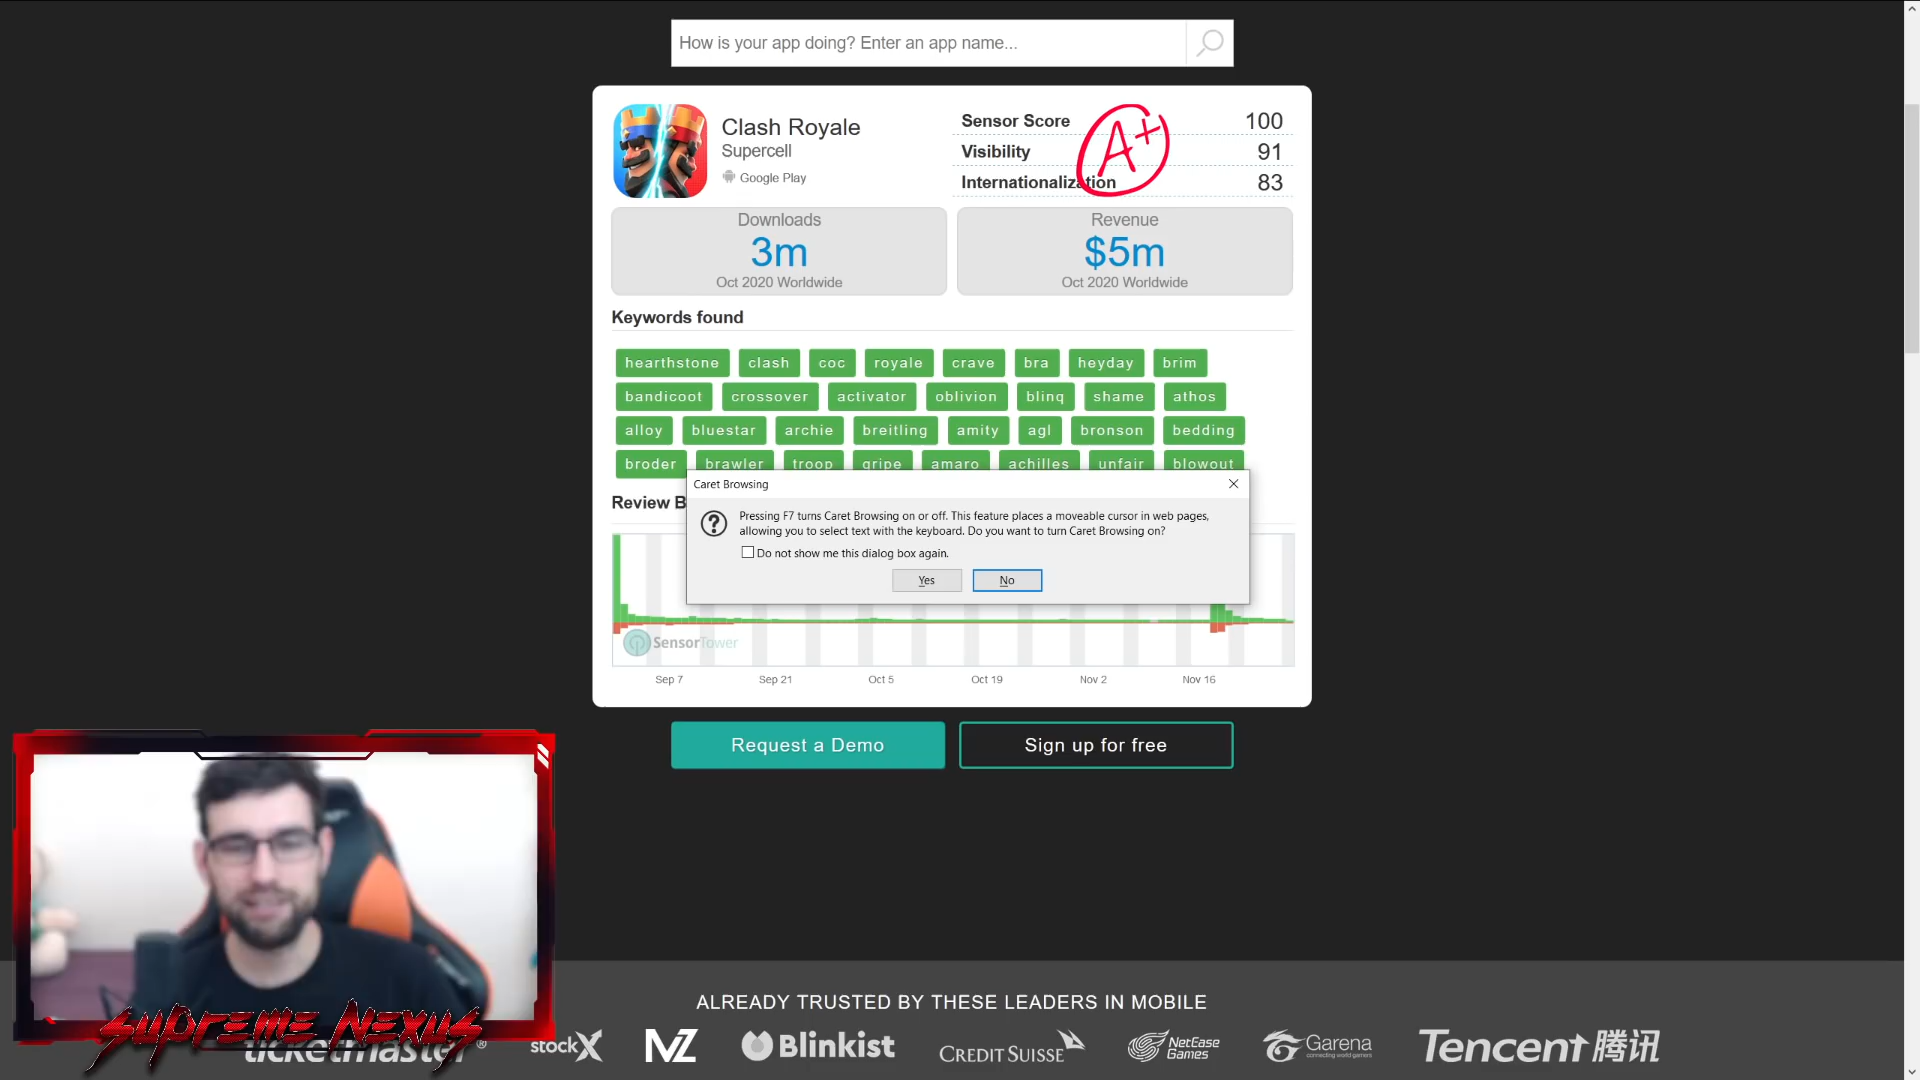 How is your app doing? Enter an app name...
Clash Royale
Supercell
Google Play
Sensor Score 100
Visibility 91
Internationalization 83
A+
Downloads
3m
Oct 2020 Worldwide
Revenue
$5m
Oct 2020 Worldwide
Keywords found
hearthstone clash coc royale crave bra heyday brim
bandicoot crossover activator oblivion blinq shame athos
alloy bluestar archie breitling amity agl bronson bedding
broder brawler troop gripe amaro achilles unfair blowout
Review B
Caret Browsing
Pressing F7 turns Caret Browsing on or off. This feature places a moveable cursor in web pages,
allowing you to select text with the keyboard. Do you want to turn Caret Browsing on?
Do not show me this dialog box again.
Yes No
SensorTower
Sep 7 Sep 21 Oct 5 Oct 19 Nov 2 Nov 16
Request a Demo Sign up for free
SUPREME NEXUS
ALREADY TRUSTED BY THESE LEADERS IN MOBILE
ticketmaster® stockX MZ Blinkist CREDIT SUISSE NetEase Games Garena connecting world gamers Tencent 腾讯